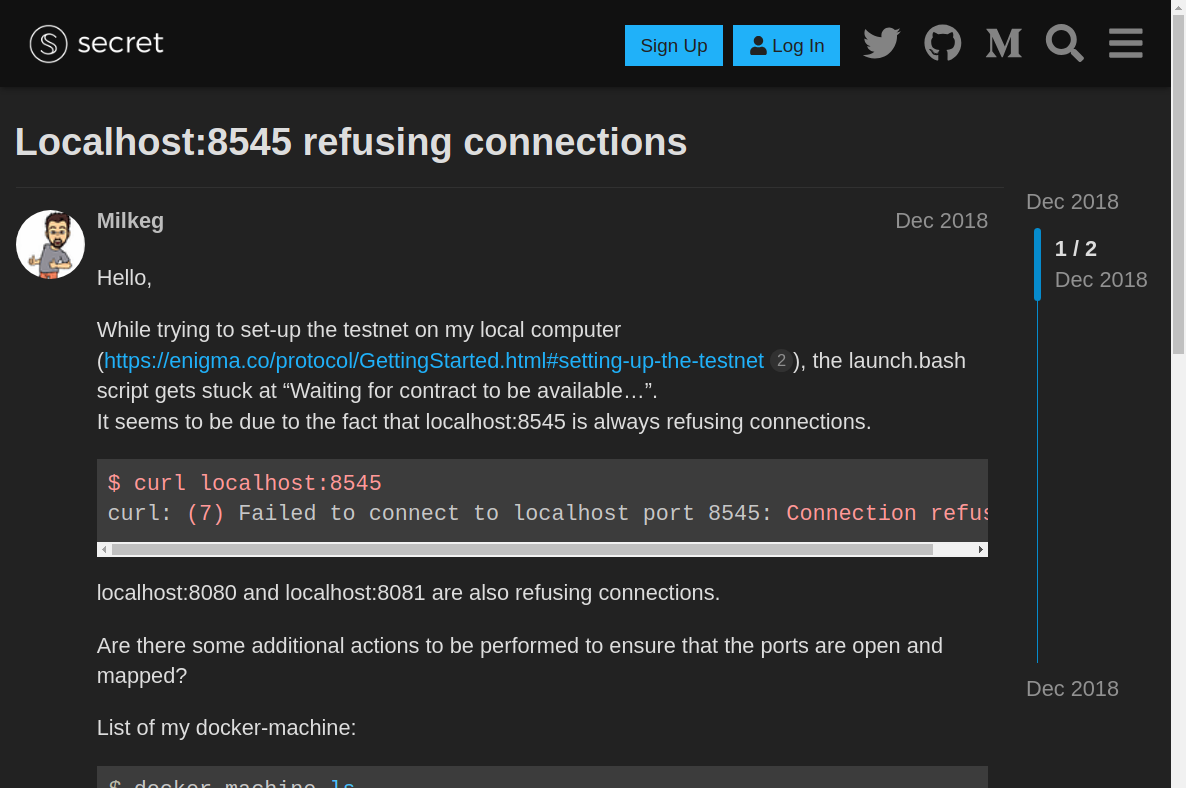 secret
Sign Up
Log In
Localhost:8545 refusing connections
Milkeg
Dec 2018
Dec 2018
1 / 2
Dec 2018
Hello,
While trying to set-up the testnet on my local computer
(https://enigma.co/protocol/GettingStarted.html#setting-up-the-testnet 2), the launch.bash
script gets stuck at “Waiting for contract to be available…”.
It seems to be due to the fact that localhost:8545 is always refusing connections.
$ curl localhost:8545
curl: (7) Failed to connect to localhost port 8545: Connection refus
localhost:8080 and localhost:8081 are also refusing connections.
Are there some additional actions to be performed to ensure that the ports are open and
mapped?
Dec 2018
List of my docker-machine:
$ docker-machine ls